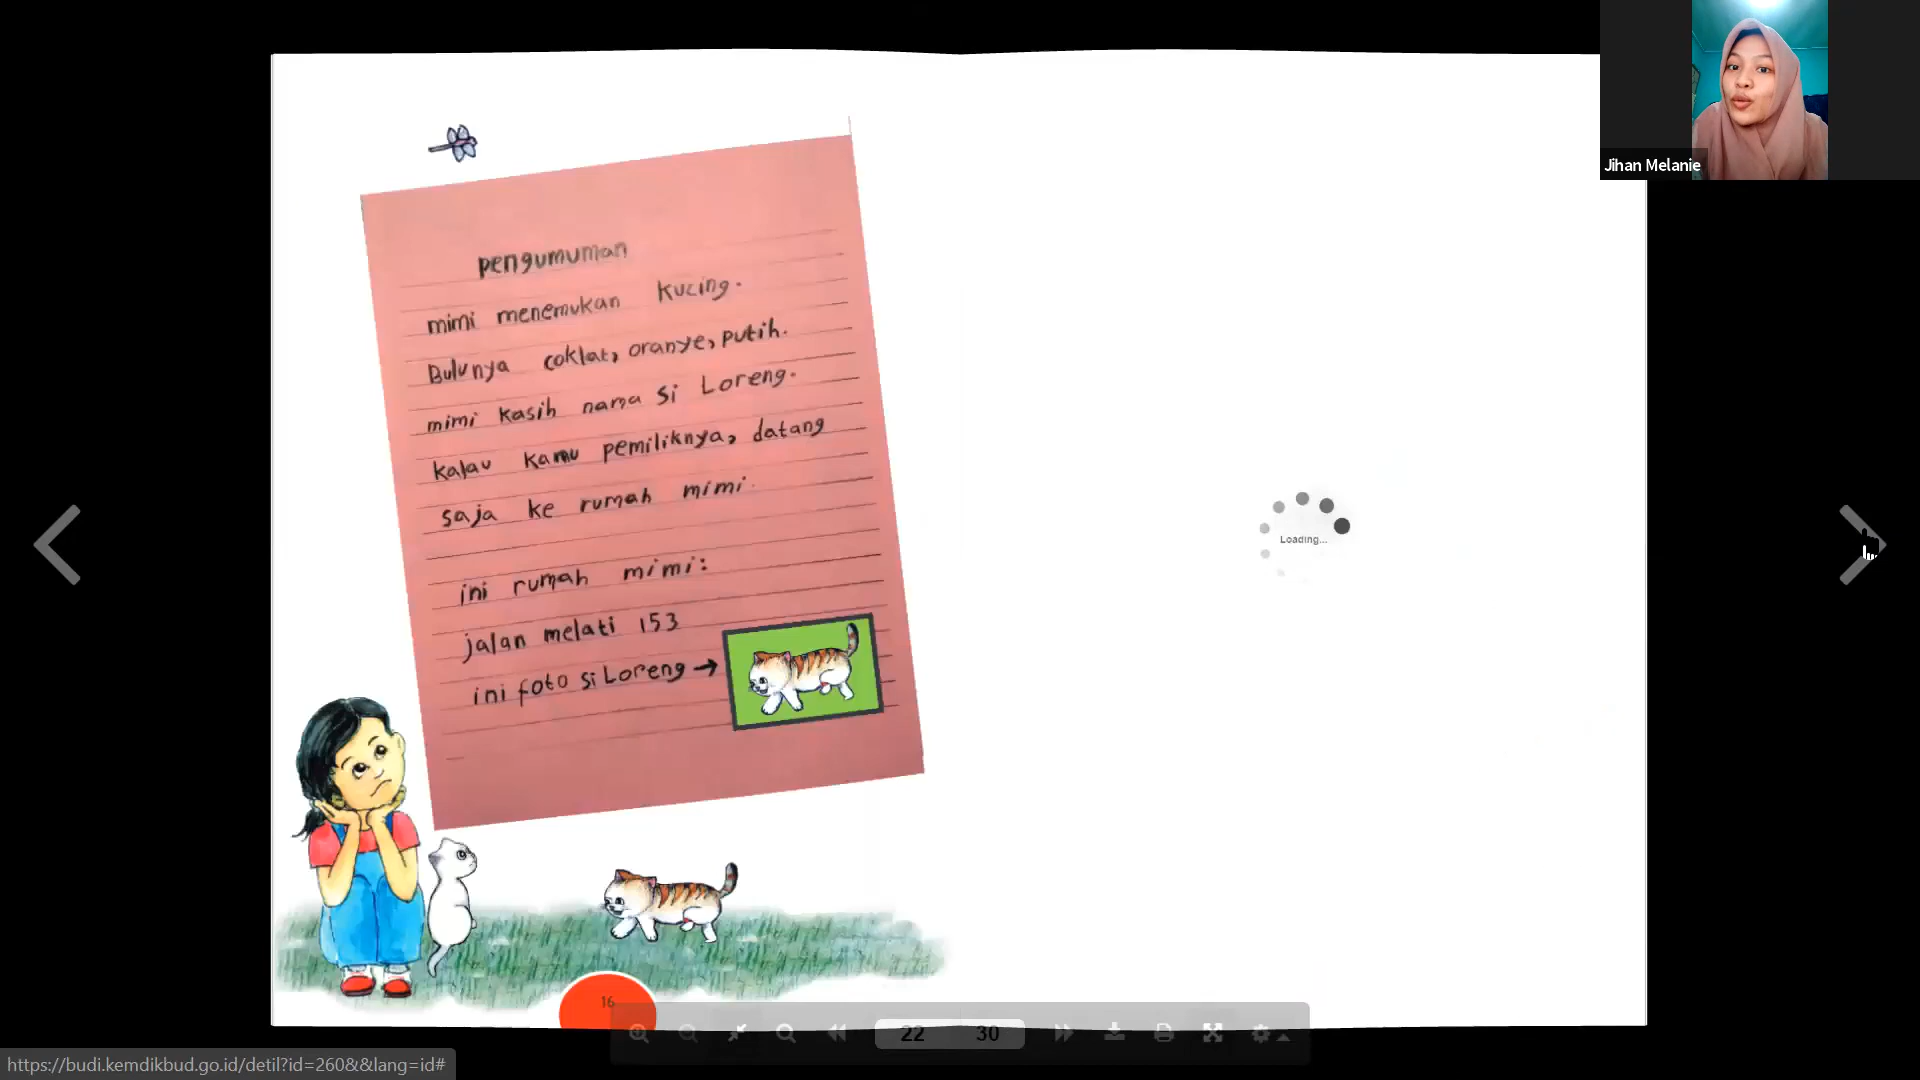 Jihan Melanie
pengumuman
mimi menemukan kucing.
Bulunya coklat, oranye, putih.
mimi kasih nama si Loreng.
kalau kamu pemiliknya, datang
saja ke rumah mimi.
ini rumah mimi:
jalan melati 153
ini foto si Loreng →
Loading...
16
22 30
https://budi.kemdikbud.go.id/detil?id=260&&lang=id#